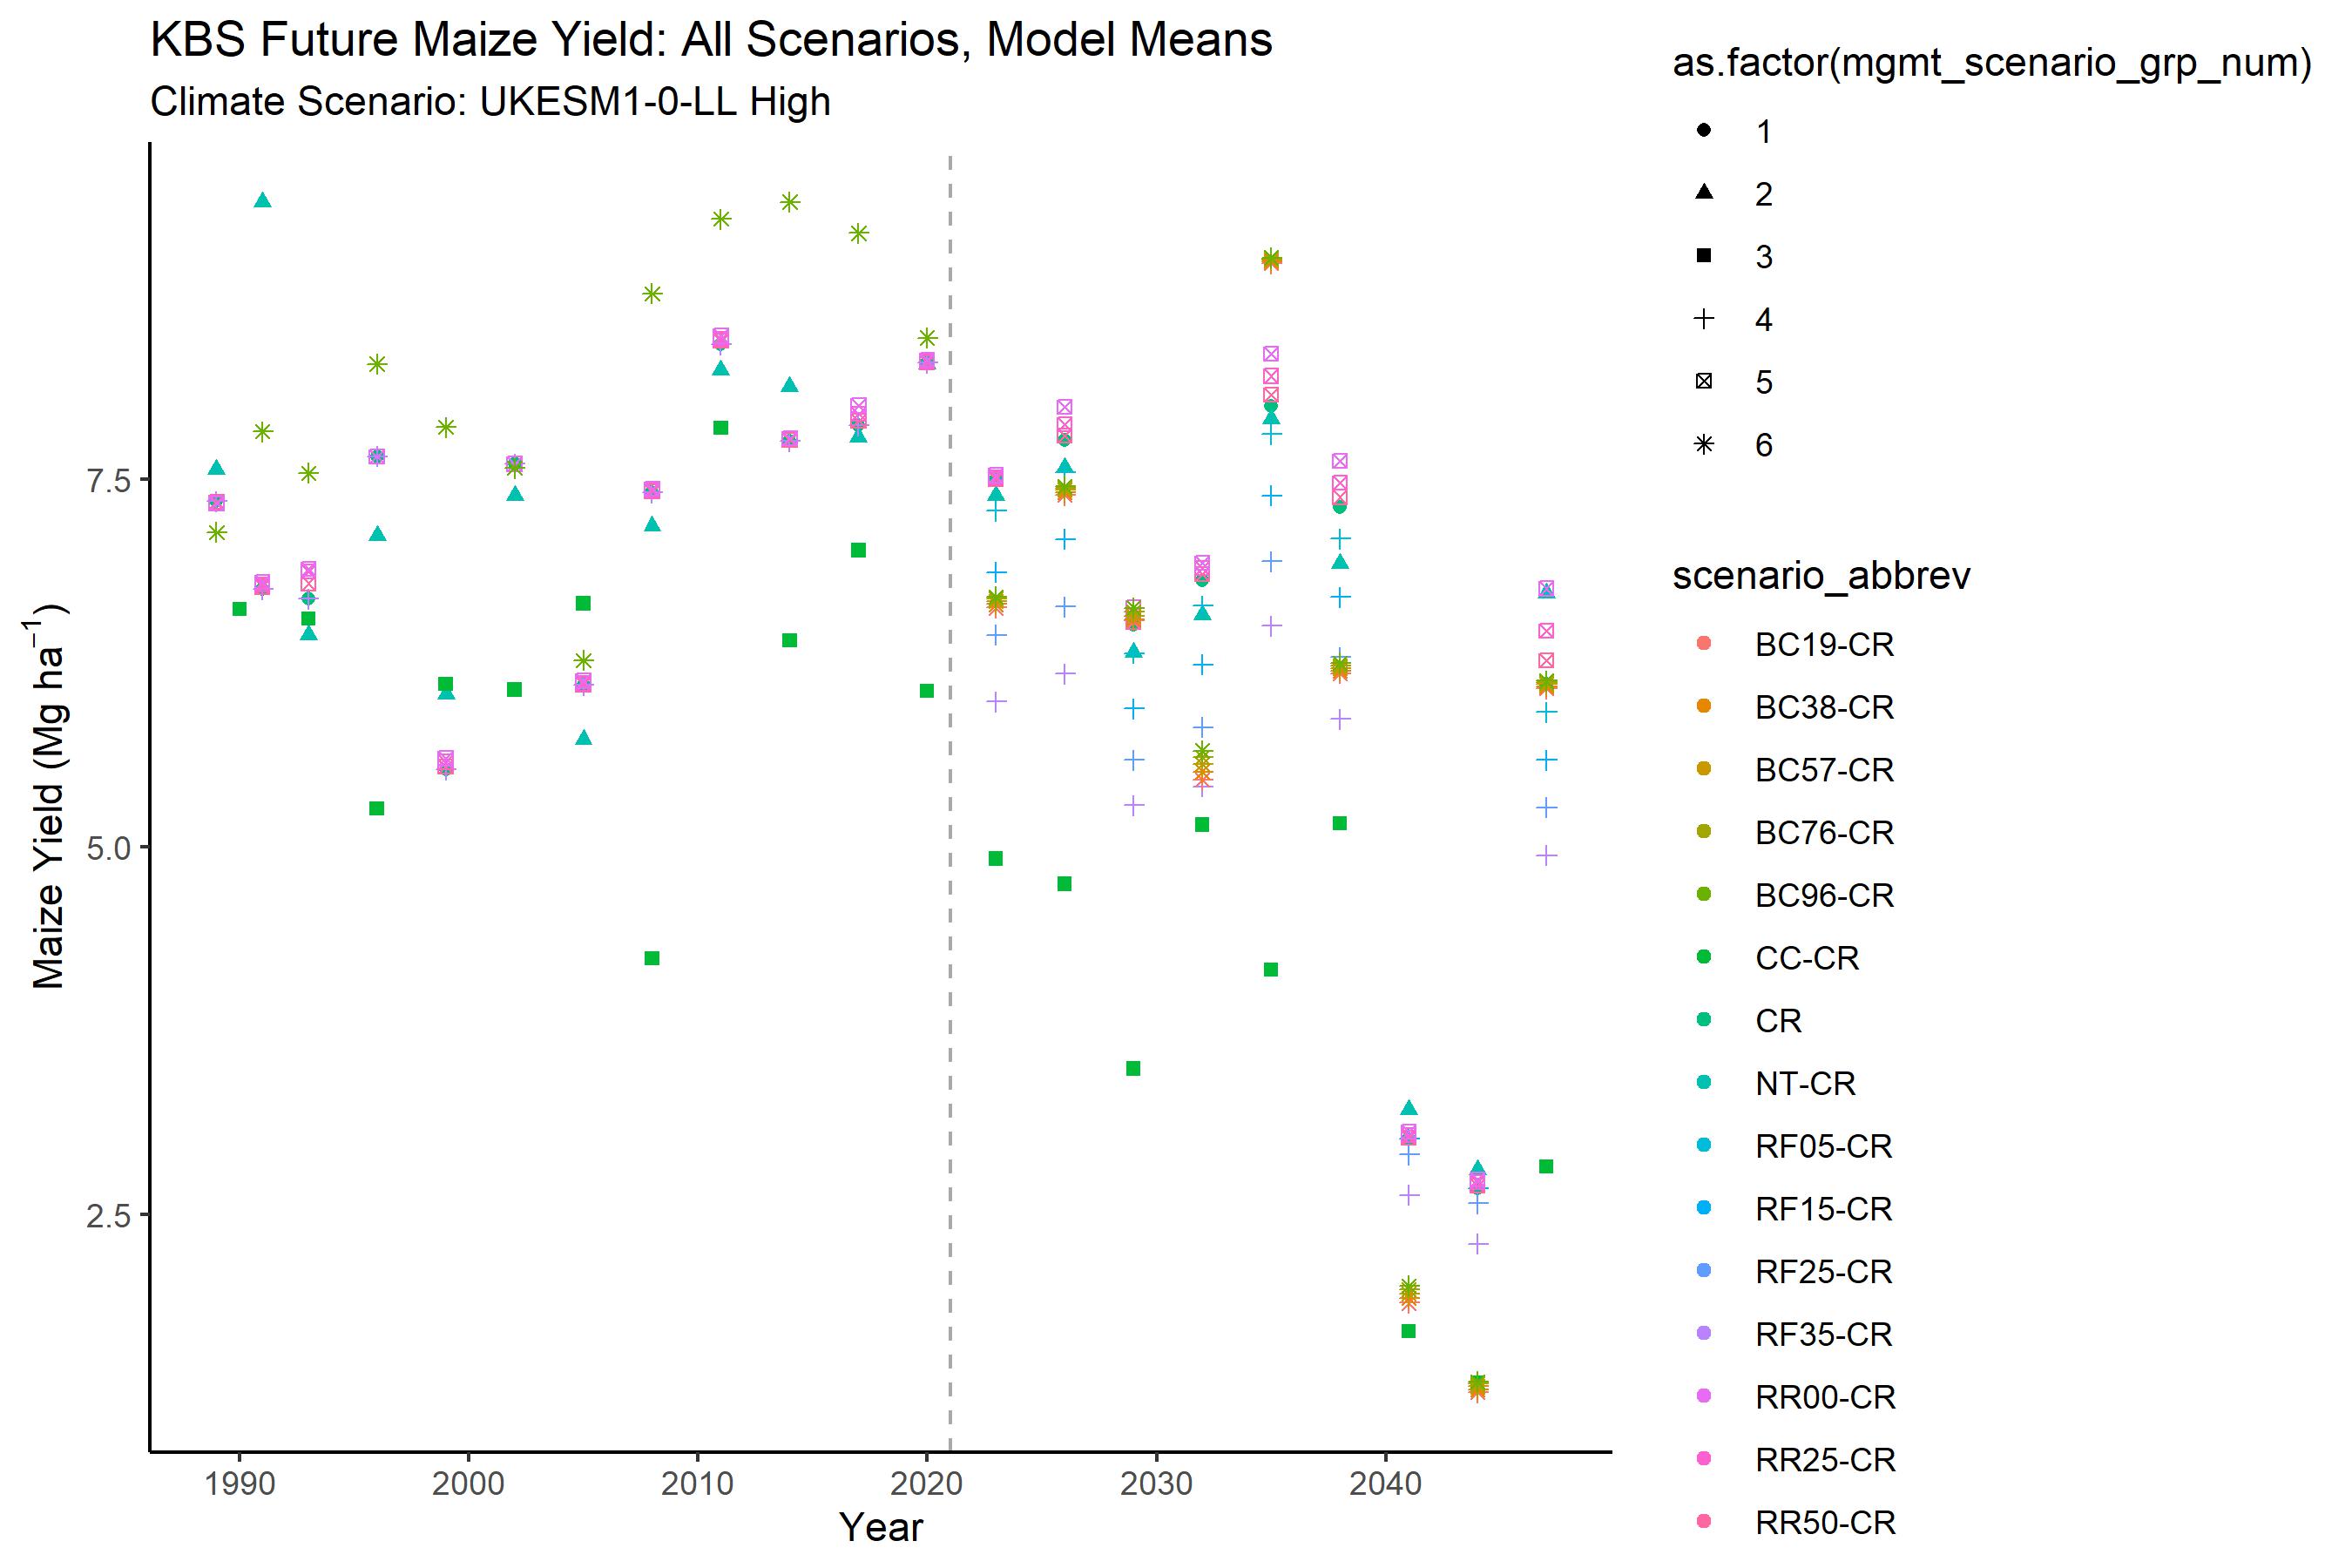 KBS Future Maize Yield: All Scenarios, Model Means
Climate Scenario: UKESM1-0-LL High
Maize Yield (Mg ha⁻¹)
7.5
5.0
2.5
1990
2000
2010
2020
2030
2040
Year
as.factor(mgmt_scenario_grp_num)
1
2
3
4
5
6
scenario_abbrev
BC19-CR
BC38-CR
BC57-CR
BC76-CR
BC96-CR
CC-CR
CR
NT-CR
RF05-CR
RF15-CR
RF25-CR
RF35-CR
RR00-CR
RR25-CR
RR50-CR